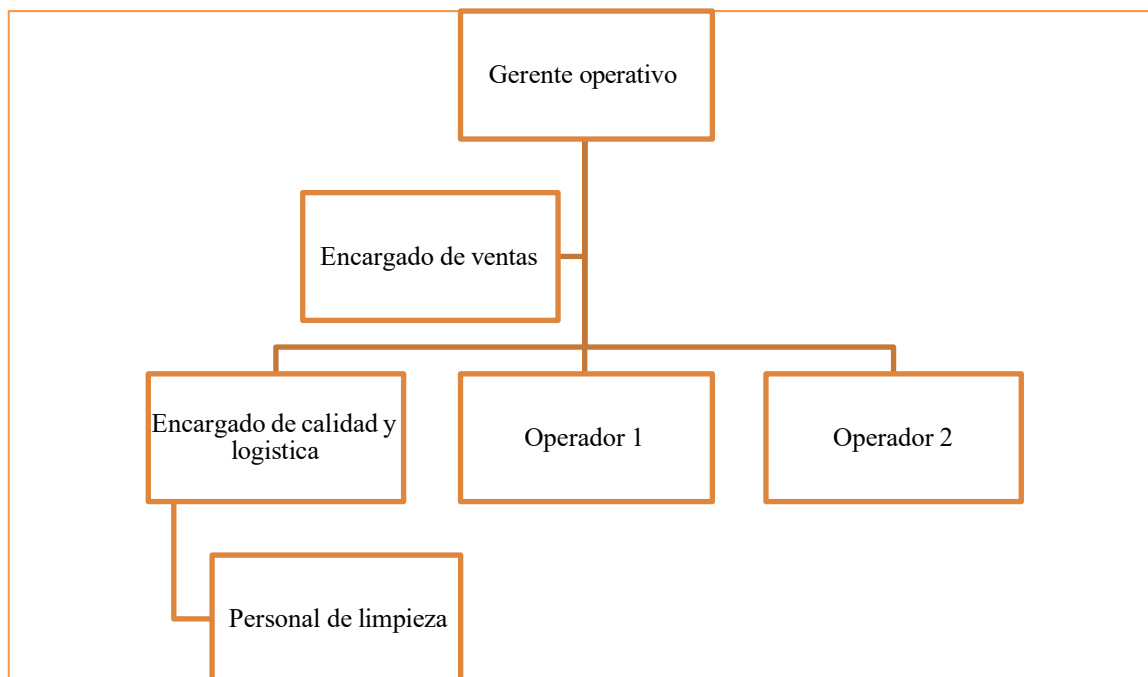 Gerente operativo
Encargado de ventas
Encargado de calidad y
logistica
Operador 1
Operador 2
Personal de limpieza